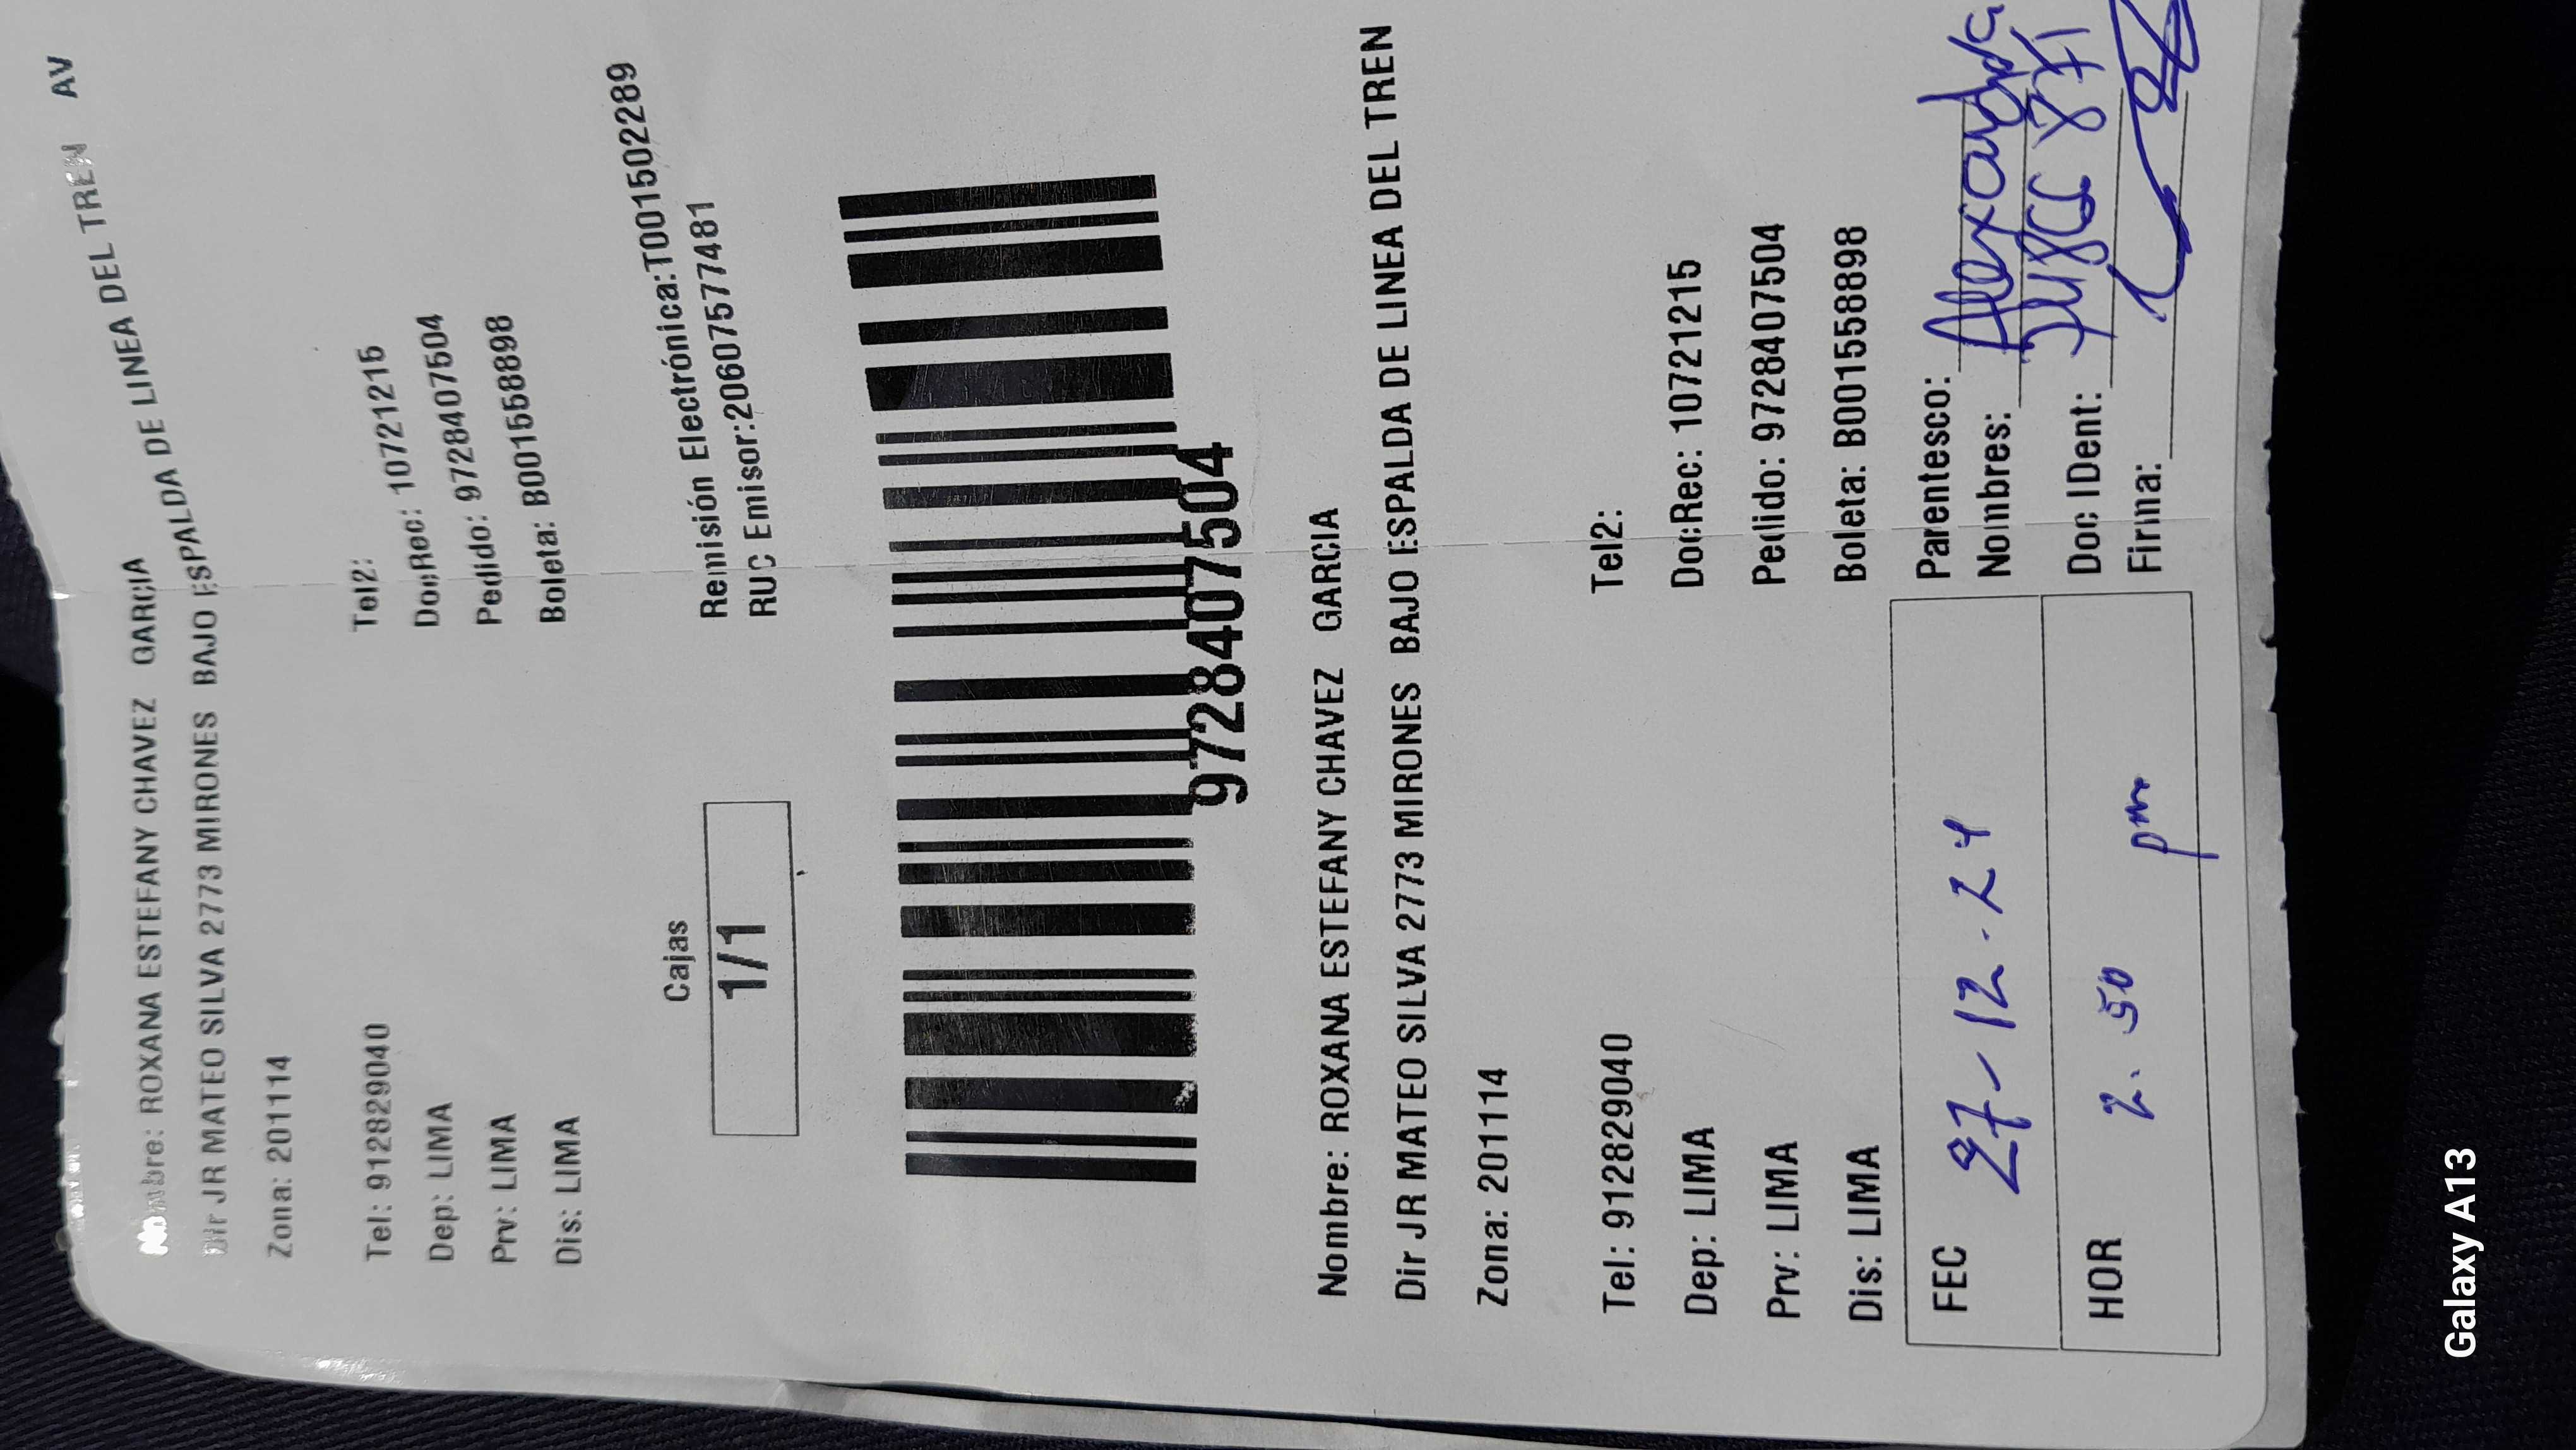 AV
Nombre: ROXANA ESTEFANY CHAVEZ GARCIA
Dir JR MATEO SILVA 2773 MIRONES BAJO ESPALDA DE LINEA DEL TREN
Zona: 201114
Tel: 912829040 Tel2:
Dep: LIMA DocRec: 10721215
Prv: LIMA Pedido: 9728407504
Dis: LIMA Boleta: B001558898
Cajas
1/1
Remisión Electrónica:T001502289
RUC Emisor:20607577481
9728407504
Nombre: ROXANA ESTEFANY CHAVEZ GARCIA
Dir JR MATEO SILVA 2773 MIRONES BAJO ESPALDA DE LINEA DEL TREN
Zona: 201114
Tel: 912829040 Tel2:
Dep: LIMA DocRec: 10721215
Prv: LIMA Pedido: 9728407504
Dis: LIMA Boleta: B001558898
FEC 27-12-24
HOR 2.50 pm
Parentesco:
Nombres: Alexandra
Doc IDent:
Firma:
Galaxy A13